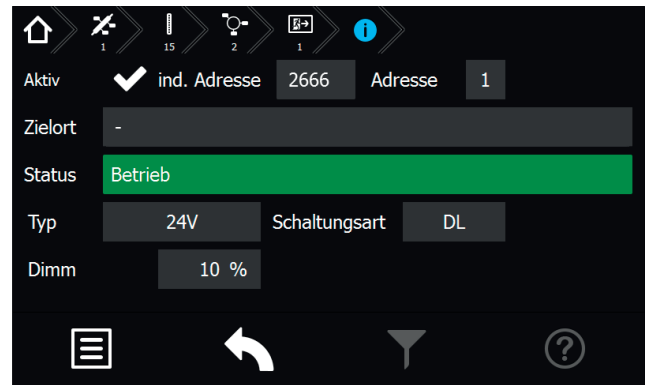 1 15 2 1
Aktiv ind. Adresse 2666 Adresse 1
Zielort -
Status Betrieb
Typ 24V Schaltungsart DL
Dimm 10 %